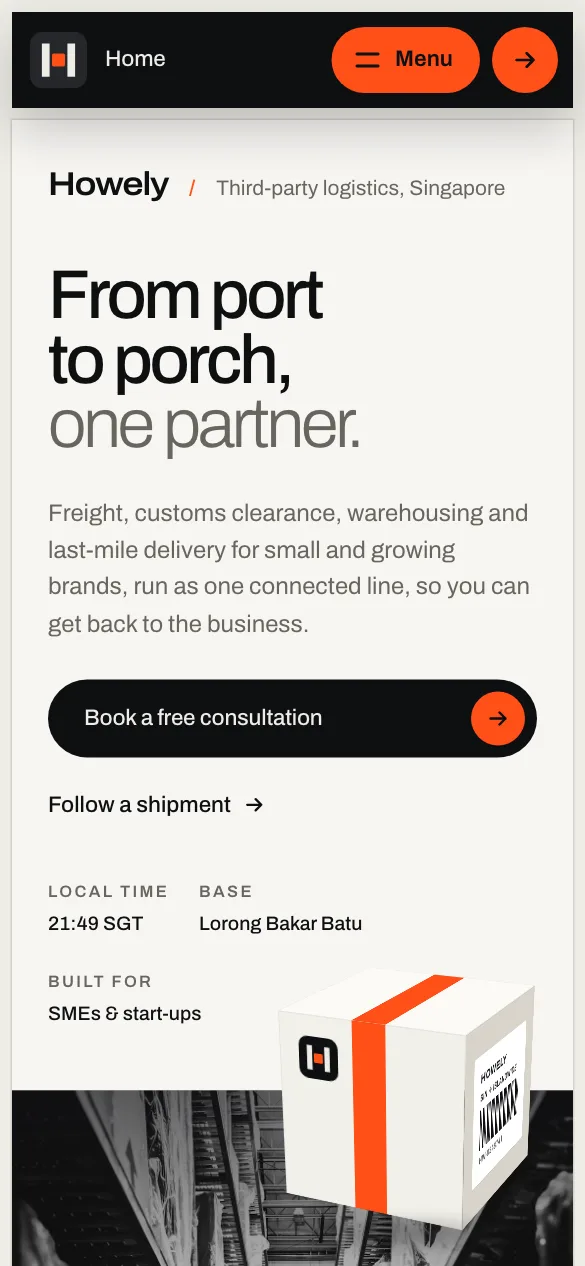 Home
Menu
Howely / Third-party logistics, Singapore
From port
to porch,
one partner.
Freight, customs clearance, warehousing and
last-mile delivery for small and growing
brands, run as one connected line, so you can
get back to the business.
Book a free consultation
Follow a shipment
LOCAL TIME
21:49 SGT
BASE
Lorong Bakar Batu
BUILT FOR
SMEs & start-ups
HOWELY